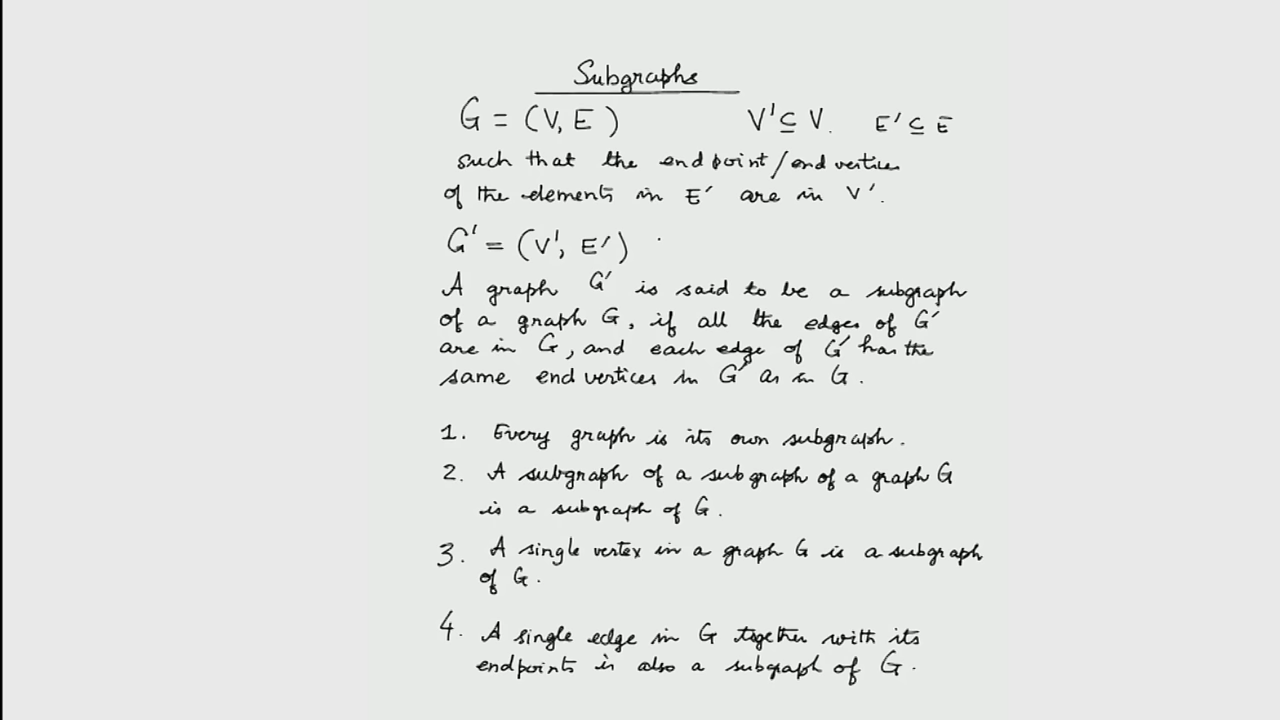 Subgraphs
G = (V, E)   V' ⊆ V.   E' ⊆ E
such that the endpoint/end vertices
of the elements in E' are in V'.
G' = (V', E')
A graph G' is said to be a subgraph
of a graph G, if all the edges of G'
are in G, and each edge of G' has the
same end vertices in G' as in G.
1. Every graph is its own subgraph.
2. A subgraph of a subgraph of a graph G
is a subgraph of G.
3. A single vertex in a graph G is a subgraph
of G.
4. A single edge in G together with its
endpoints is also a subgraph of G.